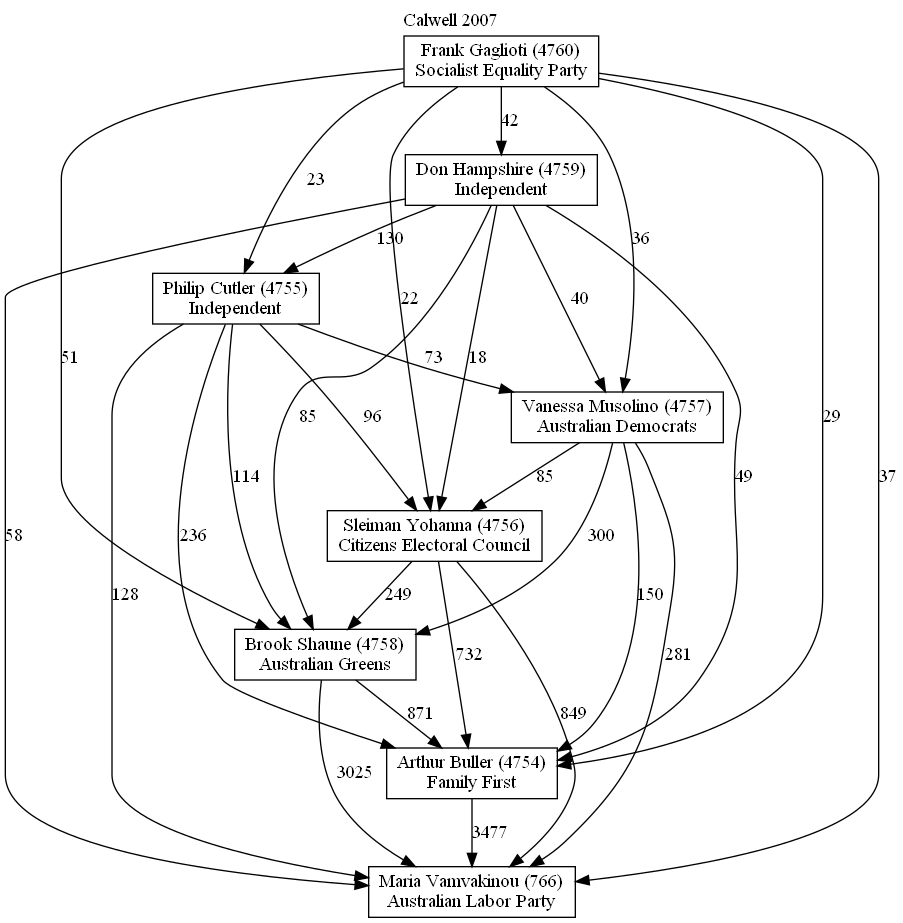 Calwell 2007
Frank Gaglioti (4760)
Socialist Equality Party
42
Don Hampshire (4759)
Independent
23
130
36
Philip Cutler (4755)
Independent
22
40
51
73
18
Vanessa Musolino (4757)
Australian Democrats
85
96
29
114
85
49
37
Sleiman Yohanna (4756)
Citizens Electoral Council
58
236
300
128
249
150
Brook Shaune (4758)
Australian Greens
732
281
871
849
Arthur Buller (4754)
Family First
3025
3477
Maria Vamvakinou (766)
Australian Labor Party